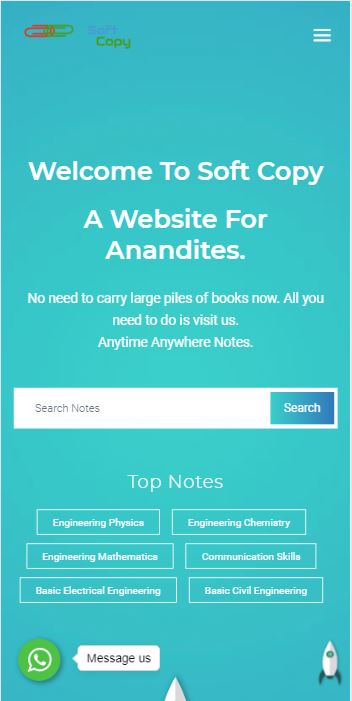 Soft
Copy
Welcome To Soft Copy
A Website For
Anandites.
No need to carry large piles of books now. All you
need to do is visit us.
Anytime Anywhere Notes.
Search Notes
Search
Top Notes
Engineering Physics
Engineering Chemistry
Engineering Mathematics
Communication Skills
Basic Electrical Engineering
Basic Civil Engineering
Message us